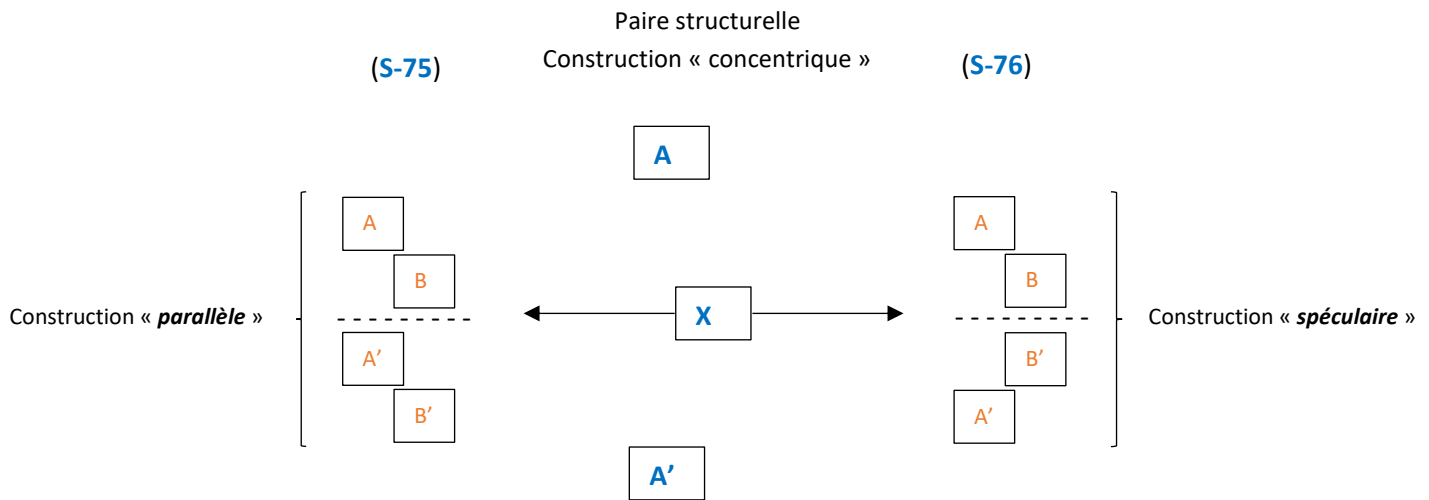 Paire structurelle
Construction « concentrique »
(S-75)
(S-76)
A
A
B
A’
B’
Construction « parallèle »
X
A
B
B’
A’
Construction « spéculaire »
A’